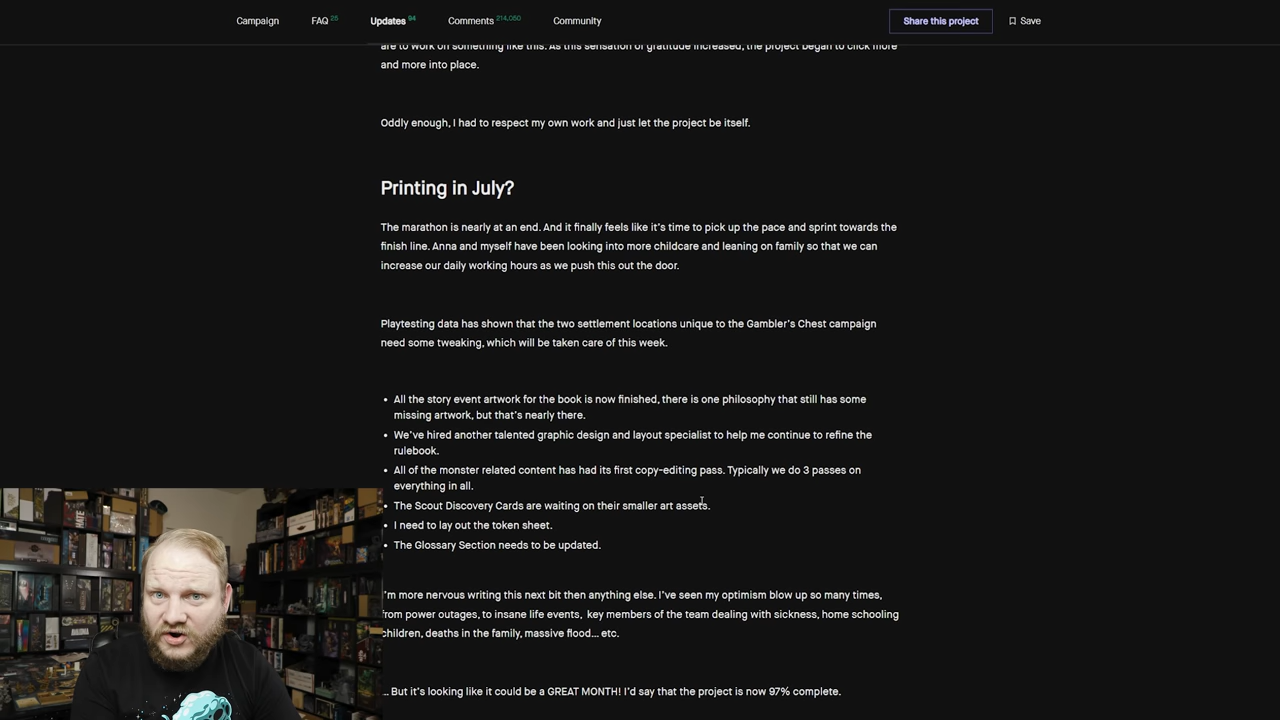 Campaign FAQ 25 Updates 94 Comments 214,050 Community Share this project Save
are to work on something like this. As this sensation of gratitude increased, the project began to click more
and more into place.
Oddly enough, I had to respect my own work and just let the project be itself.
Printing in July?
The marathon is nearly at an end. And it finally feels like it's time to pick up the pace and sprint towards the
finish line. Anna and myself have been looking into more childcare and leaning on family so that we can
increase our daily working hours as we push this out the door.
Playtesting data has shown that the two settlement locations unique to the Gambler's Chest campaign
need some tweaking, which will be taken care of this week.
• All the story event artwork for the book is now finished, there is one philosophy that still has some
missing artwork, but that's nearly there.
• We've hired another talented graphic design and layout specialist to help me continue to refine the
rulebook.
• All of the monster related content has had its first copy-editing pass. Typically we do 3 passes on
everything in all.
• The Scout Discovery Cards are waiting on their smaller art assets.
• I need to lay out the token sheet.
• The Glossary Section needs to be updated.
I'm more nervous writing this next bit then anything else. I've seen my optimism blow up so many times,
from power outages, to insane life events, key members of the team dealing with sickness, home schooling
children, deaths in the family, massive flood... etc.
... But it's looking like it could be a GREAT MONTH! I'd say that the project is now 97% complete.